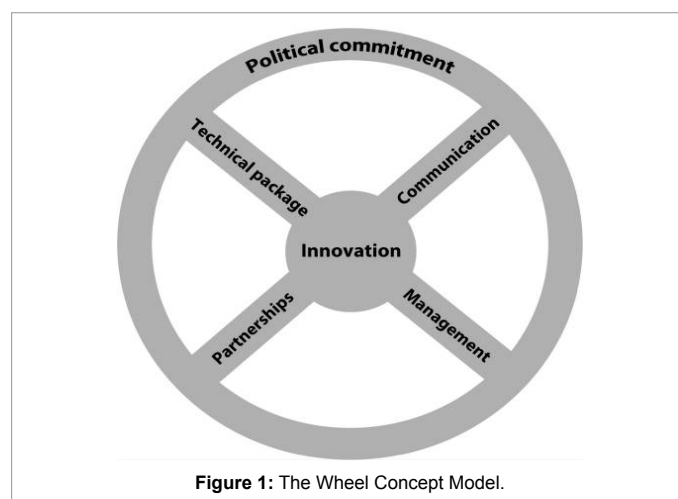 Political commitment
Technical package
Communication
Innovation
Partnerships
Management
Figure 1: The Wheel Concept Model.